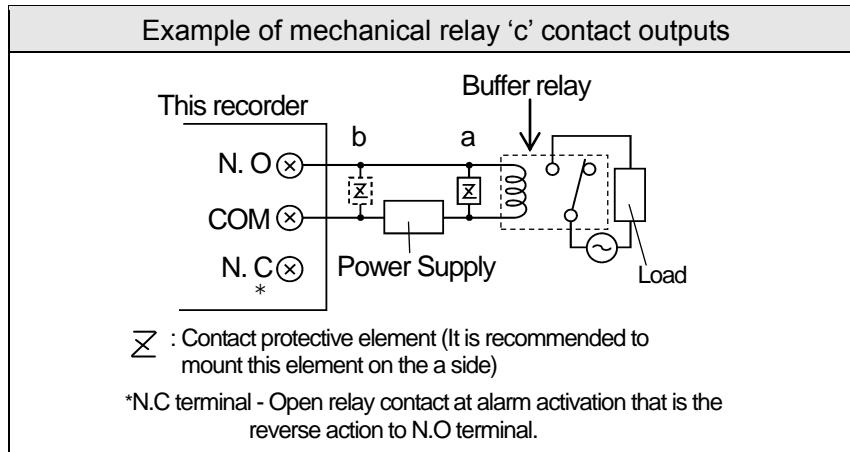 Example of mechanical relay ‘c’ contact outputs
Buffer relay
This recorder
b a
N. O
COM
N. C
*
Power Supply
Load
Z : Contact protective element (It is recommended to
mount this element on the a side)
*N.C terminal - Open relay contact at alarm activation that is the
reverse action to N.O terminal.